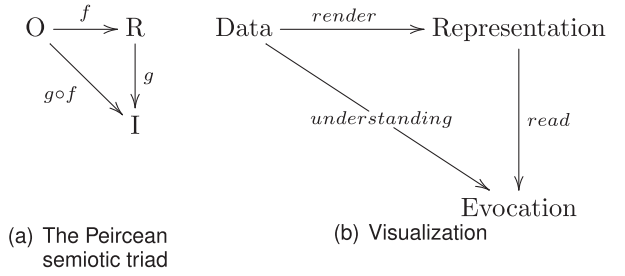 O f R
g∘f g
I
(a) The Peircean
semiotic triad
Data render Representation
understanding read
Evocation
(b) Visualization